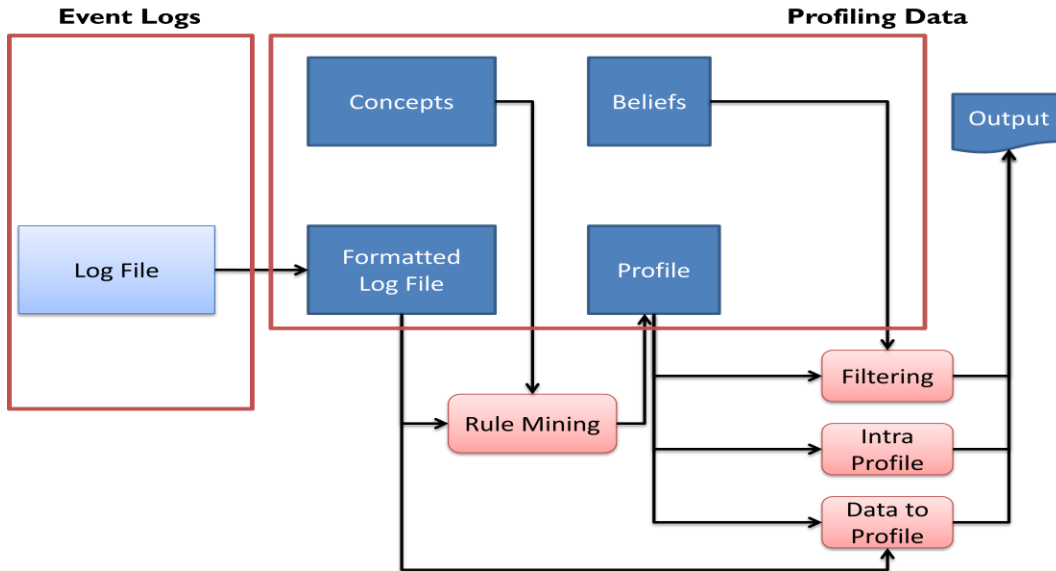 Event Logs
Profiling Data
Concepts
Beliefs
Output
Log File
Formatted
Log File
Profile
Filtering
Rule Mining
Intra
Profile
Data to
Profile